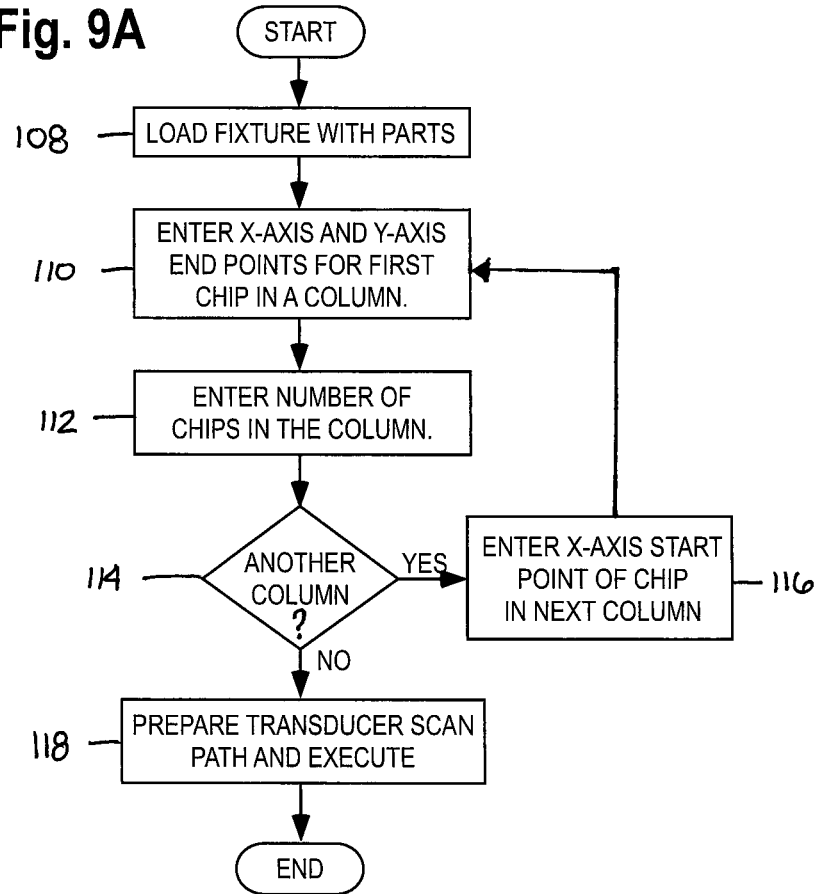 Fig. 9A
START
108
LOAD FIXTURE WITH PARTS
110
ENTER X-AXIS AND Y-AXIS
END POINTS FOR FIRST
CHIP IN A COLUMN.
112
ENTER NUMBER OF
CHIPS IN THE COLUMN.
114
ANOTHER
COLUMN
?
YES
ENTER X-AXIS START
POINT OF CHIP
IN NEXT COLUMN
116
NO
118
PREPARE TRANSDUCER SCAN
PATH AND EXECUTE
END